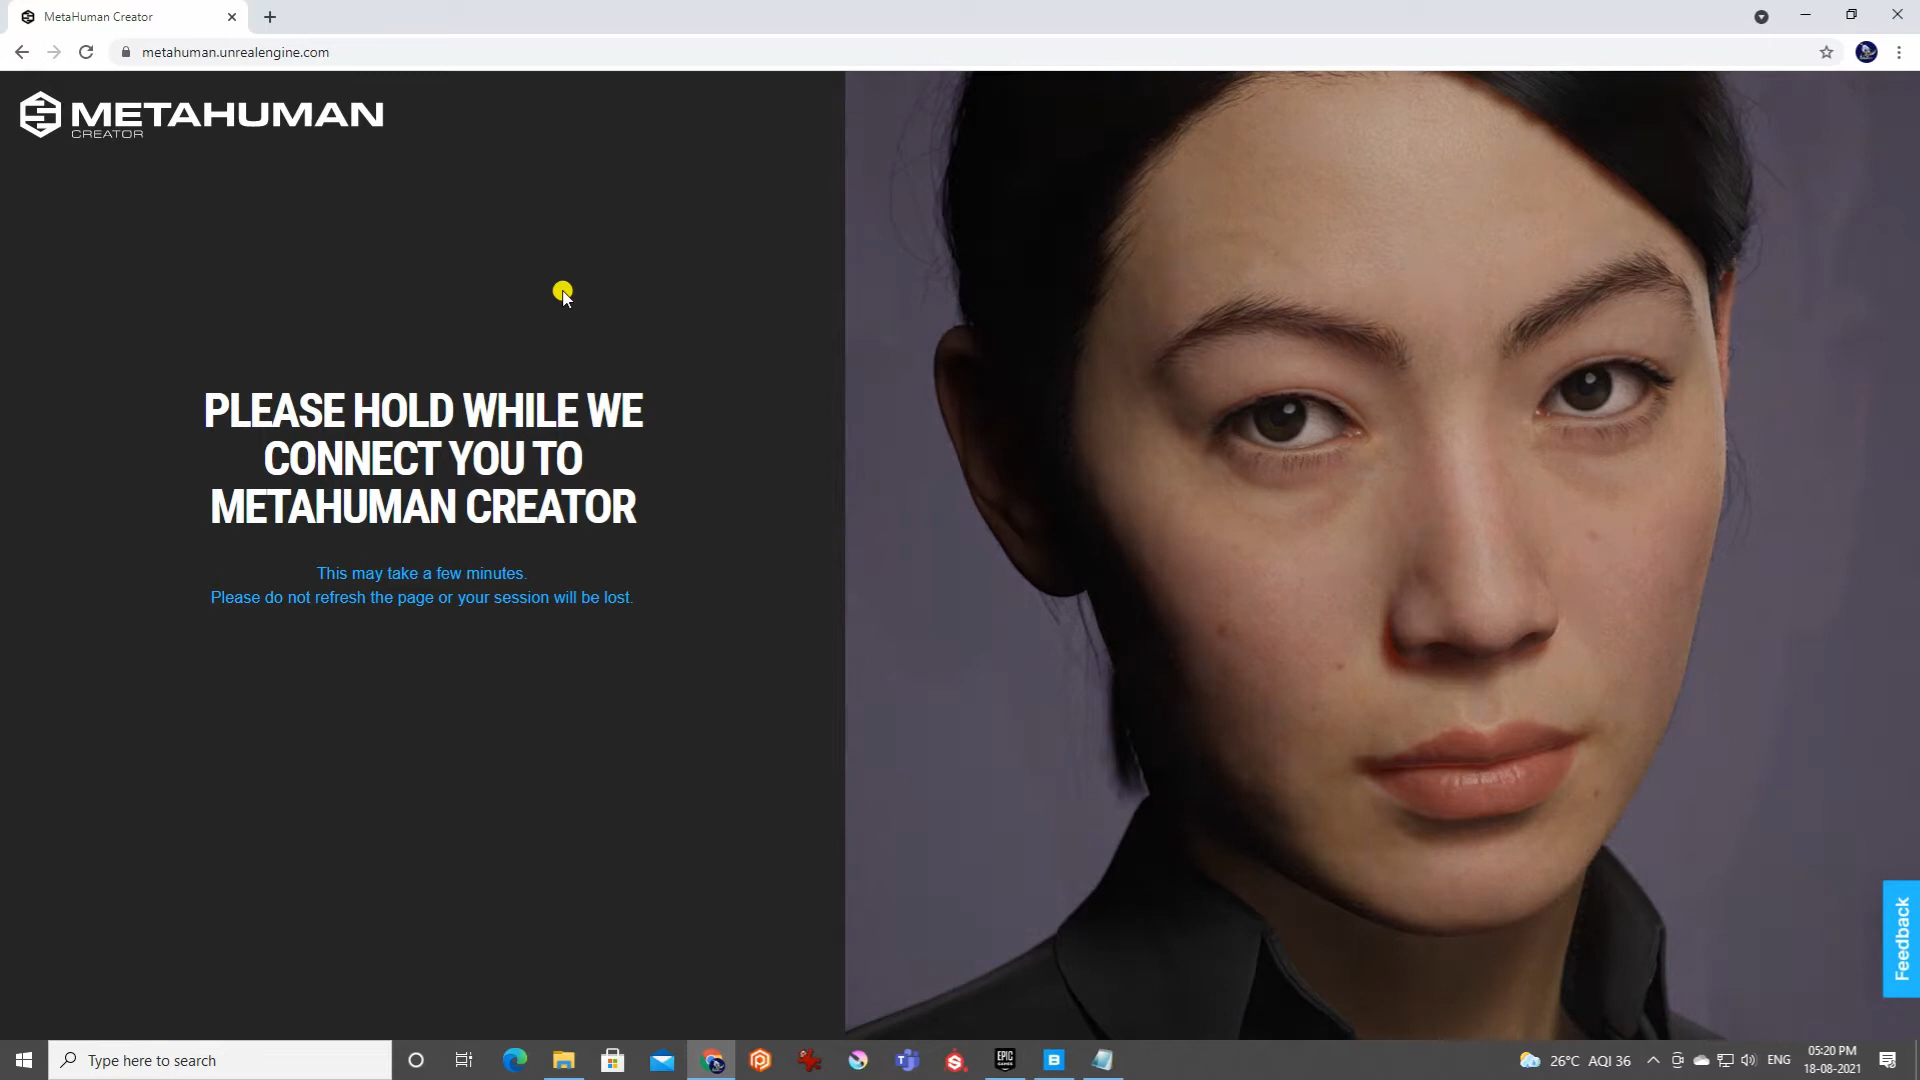 MetaHuman Creator
metahuman.unrealengine.com
METAHUMAN
CREATOR
PLEASE HOLD WHILE WE
CONNECT YOU TO
METAHUMAN CREATOR
This may take a few minutes.
Please do not refresh the page or your session will be lost.
Feedback
Type here to search
EPIC
GAMES
B
26°C AQI 36
ENG
05:20 PM
18-08-2021